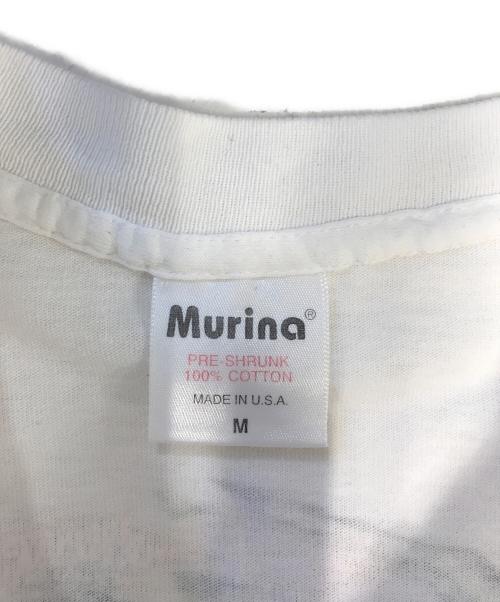 Murina®
PRE-SHRUNK
100% COTTON
MADE IN U.S.A.
M